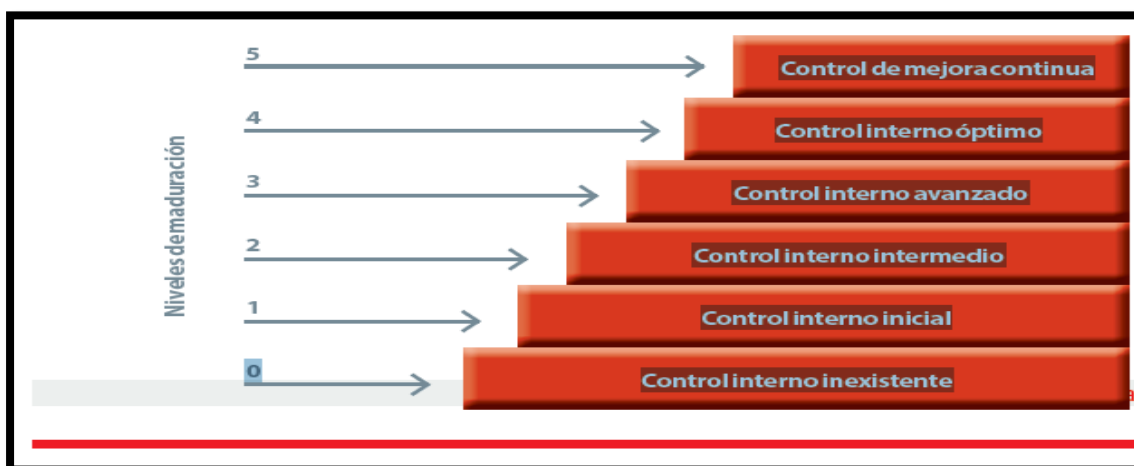 Niveles de maduración
5
Control de mejora continua
4
Control interno óptimo
3
Control interno avanzado
2
Control interno intermedio
1
Control interno inicial
0
Control interno inexistente